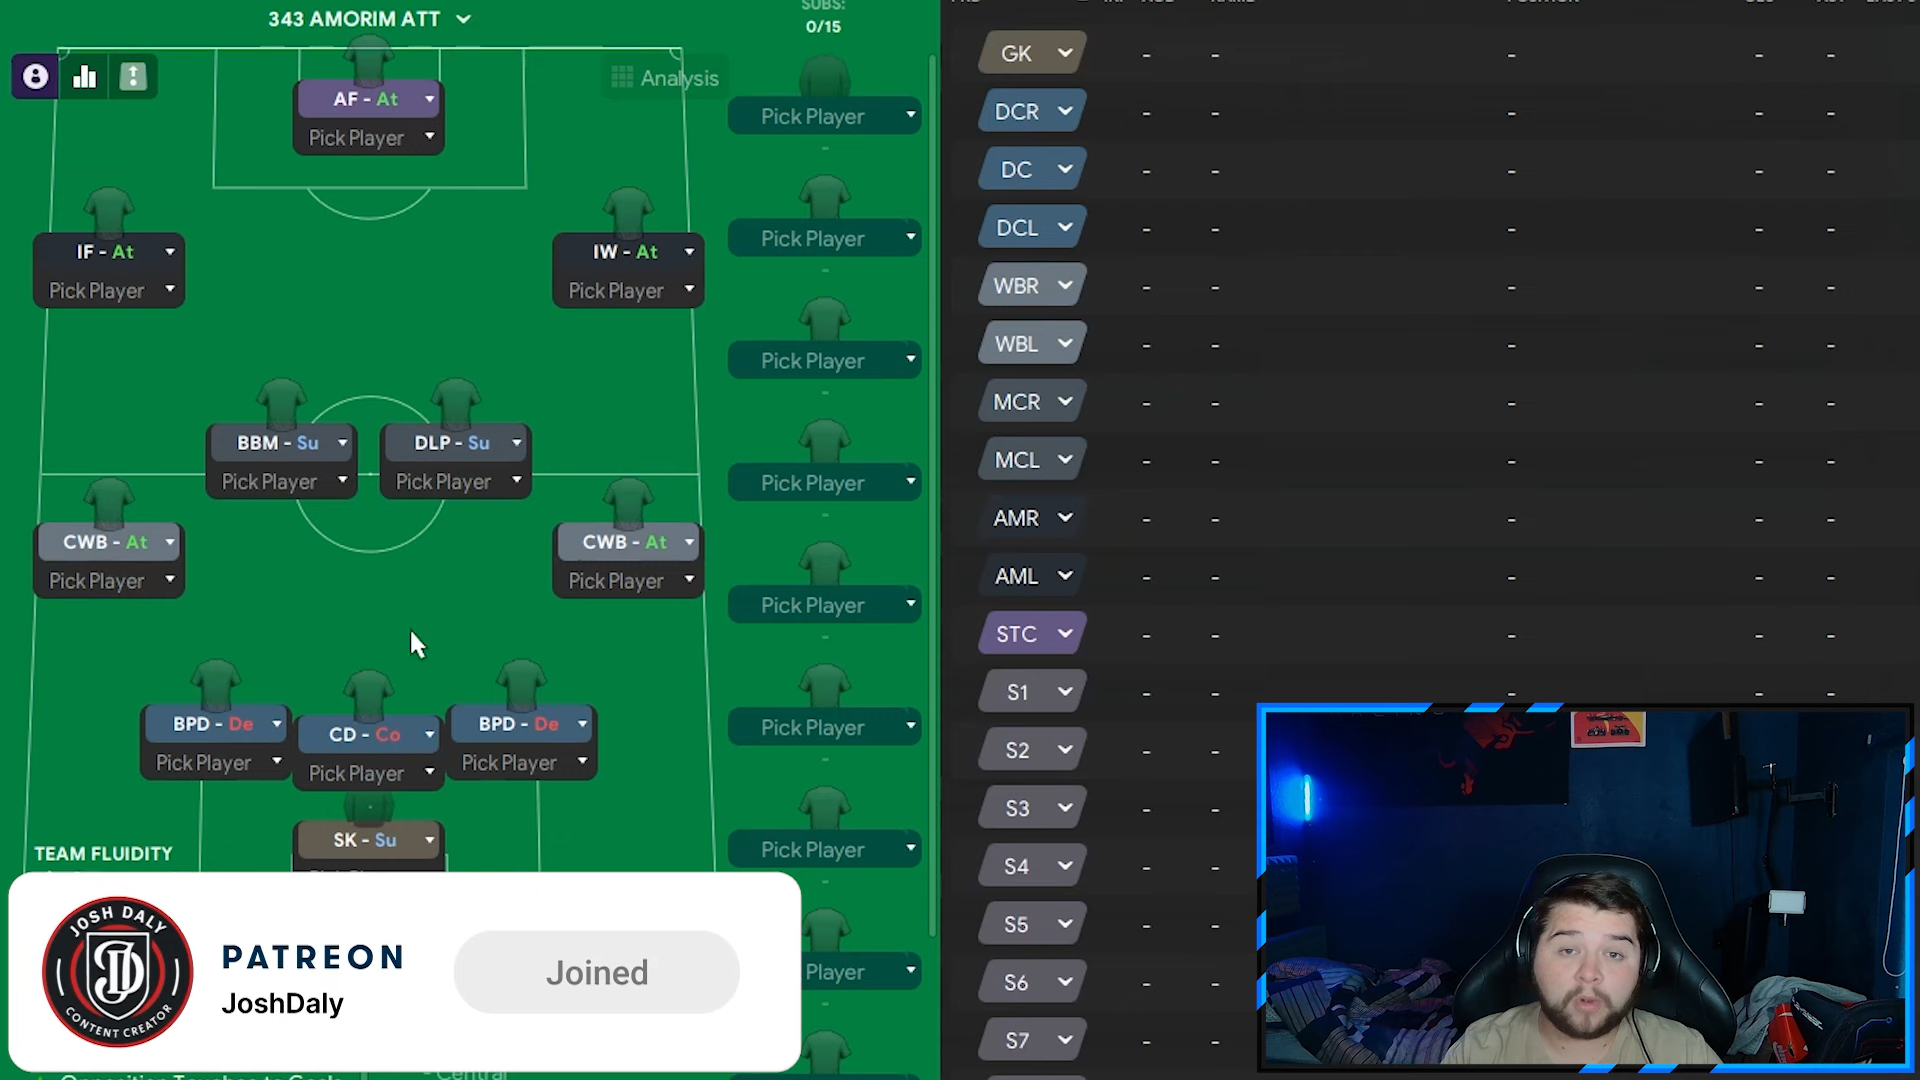 343 AMORIM ATT
SUBS:
0/15
Analysis
AF - At
Pick Player
IF - At
Pick Player
IW - At
Pick Player
BBM - Su
Pick Player
DLP - Su
Pick Player
CWB - At
Pick Player
CWB - At
Pick Player
BPD - De
Pick Player
CD - Co
Pick Player
BPD - De
Pick Player
SK - Su
TEAM FLUIDITY
Pick Player
-
Pick Player
-
Pick Player
-
Pick Player
-
Pick Player
-
Pick Player
-
Pick Player
-
Player
-
JOSH DALY
JD
CONTENT CREATOR
PATREON
JoshDaly
Joined
Central
GK - - - - -
DCR - - - - -
DC - - - - -
DCL - - - - -
WBR - - - - -
WBL - - - - -
MCR - - - - -
MCL - - - - -
AMR - - - - -
AML - - - - -
STC - - - - -
S1 - - - - -
S2 - -
S3 - -
S4 - -
S5 - -
S6 - -
S7 - -